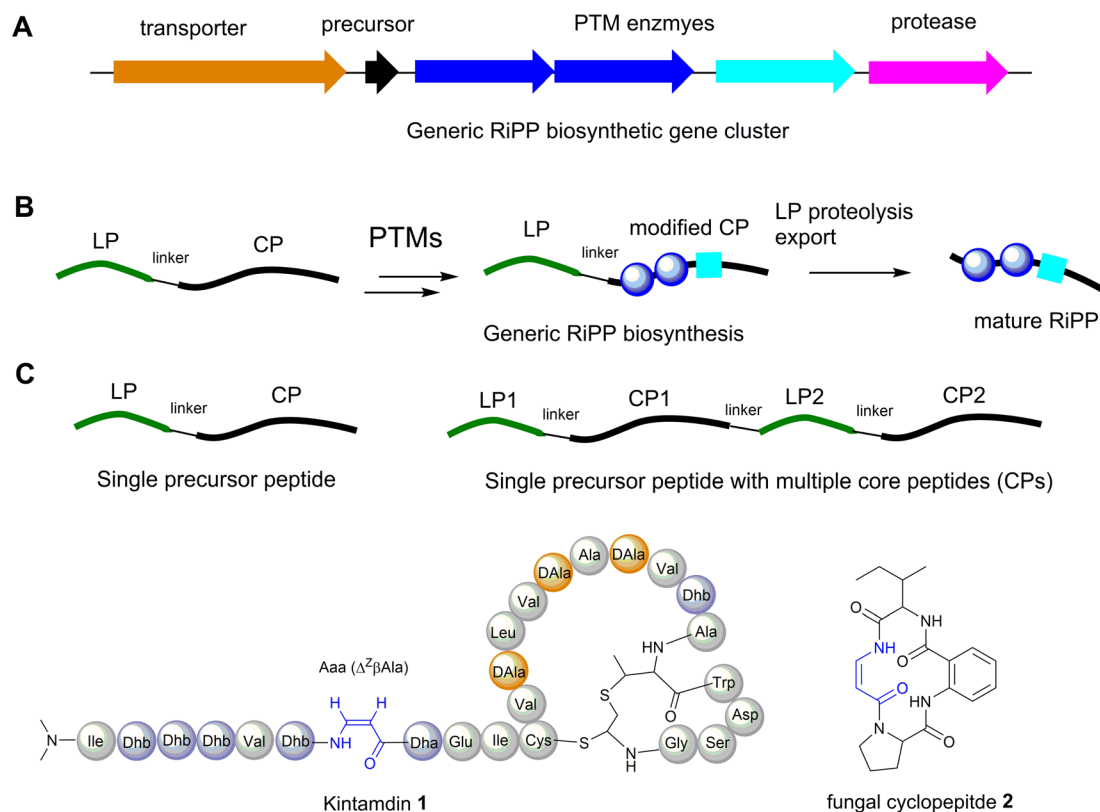 A
transporter
precursor
PTM enzmyes
protease
Generic RiPP biosynthetic gene cluster
B
LP
linker
CP
PTMs
LP
linker
modified CP
LP proteolysis
export
Generic RiPP biosynthesis
mature RiPP
C
LP
linker
CP
Single precursor peptide
LP1
linker
CP1
linker
LP2
linker
CP2
Single precursor peptide with multiple core peptides (CPs)
N
Ile
Dhb
Dhb
Dhb
Val
Dhb
Aaa (ΔZβAla)
H
H
NH
O
Dha
Glu
Ile
Cys
Val
DAla
Leu
Val
DAla
Ala
DAla
Val
Dhb
Ala
HN
S
O
Trp
Asp
Ser
Gly
N
H
S
Kintamdin 1
O
NH
O
NH
O
NH
N
O
fungal cyclopepitde 2